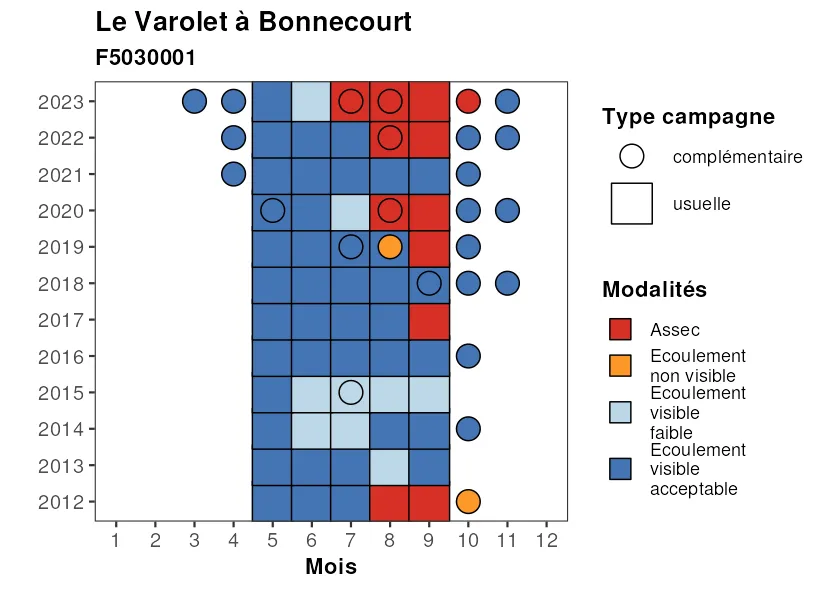 Le Varolet à Bonnecourt
F5030001
2023
2022
2021
2020
2019
2018
2017
2016
2015
2014
2013
2012
1 2 3 4 5 6 7 8 9 10 11 12
Mois
Type campagne
complémentaire
usuelle
Modalités
Assec
Ecoulement
non visible
Ecoulement
visible
faible
Ecoulement
visible
acceptable